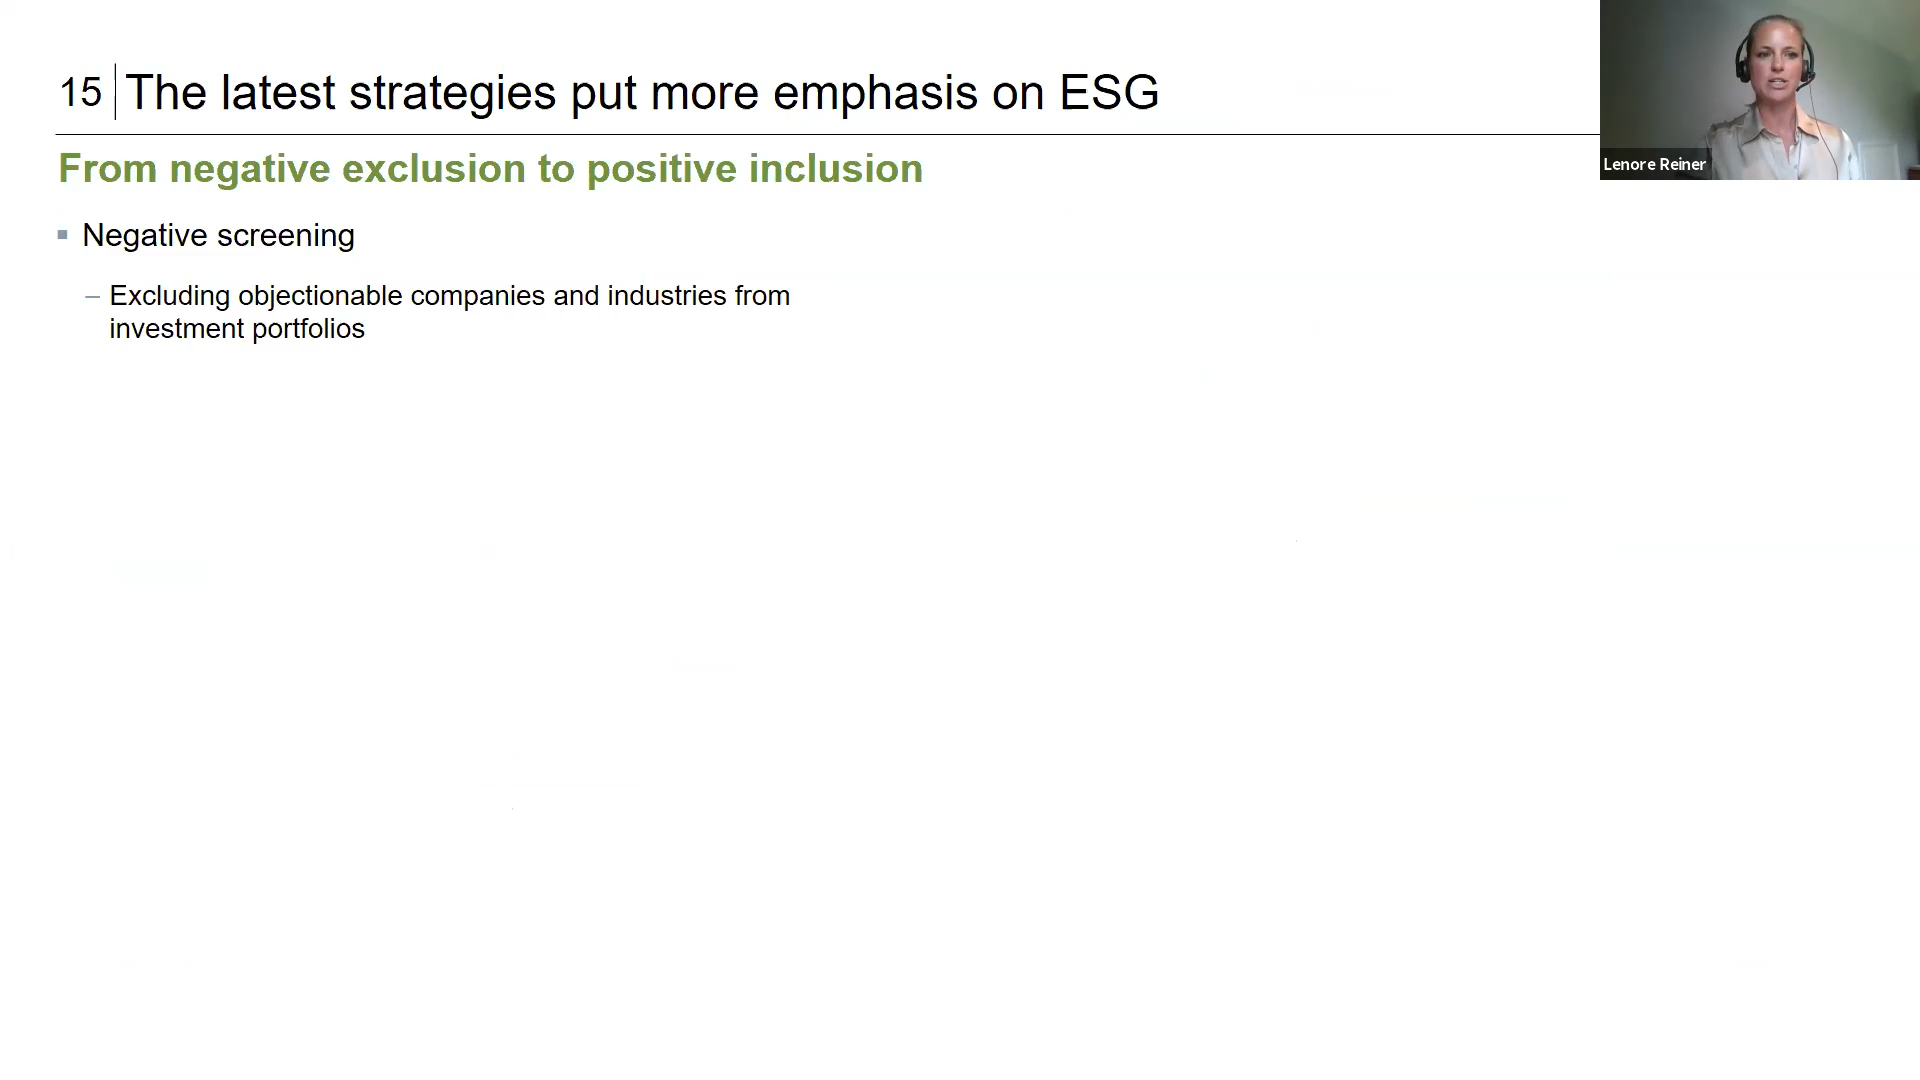 15 The latest strategies put more emphasis on ESG
From negative exclusion to positive inclusion
▪ Negative screening
– Excluding objectionable companies and industries from
investment portfolios
Lenore Reiner